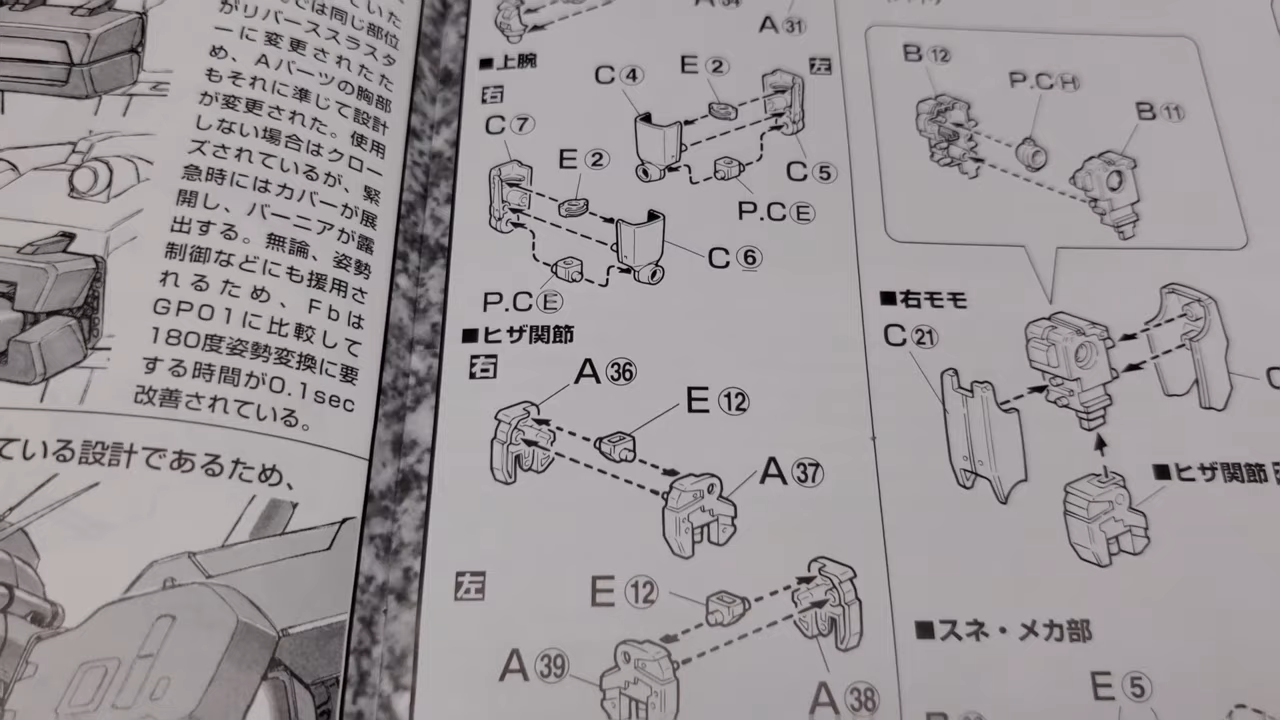 では同じ部位
がリバーススラスタ
ーに変更されたた
め、Aパーツの胸部
もそれに準じて設計
が変更された。使用
しない場合はクロー
ズされているが、緊
急時にはカバーが展
開し、バーニアが露
出する。無論、姿勢
制御などにも援用さ
れるため、Fbは
GP01に比較して
180度姿勢変換に要
する時間が0.1sec
改善されている。
ている設計であるため、
A㉛
■上腕
左
C④
E②
C⑤
P.CⒺ
右
C⑦
E②
C⑥
P.CⒺ
■ヒザ関節
右
A㊱
E⑫
A㊲
左
E⑫
A㊴
A㊳
B⑫
P.CⒽ
B⑪
■右モモ
C㉑
■ヒザ関節
■スネ・メカ部
E⑤